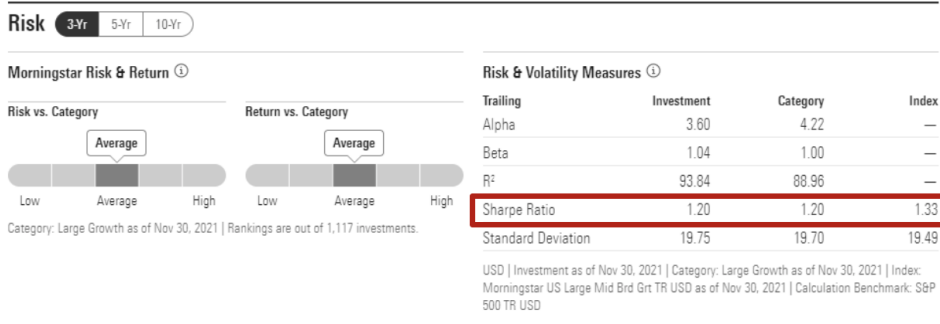 Risk 3-Yr 5-Yr 10-Yr
Morningstar Risk & Return
Risk vs. Category Return vs. Category
Average Average
Low Average High Low Average High
Category: Large Growth as of Nov 30, 2021 | Rankings are out of 1,117 investments.
Risk & Volatility Measures
Trailing Investment Category Index
Alpha 3.60 4.22 —
Beta 1.04 1.00 —
R² 93.84 88.96 —
Sharpe Ratio 1.20 1.20 1.33
Standard Deviation 19.75 19.70 19.49
USD | Investment as of Nov 30, 2021 | Category: Large Growth as of Nov 30, 2021 | Index:
Morningstar US Large Mid Brd Grt TR USD as of Nov 30, 2021 | Calculation Benchmark: S&P
500 TR USD